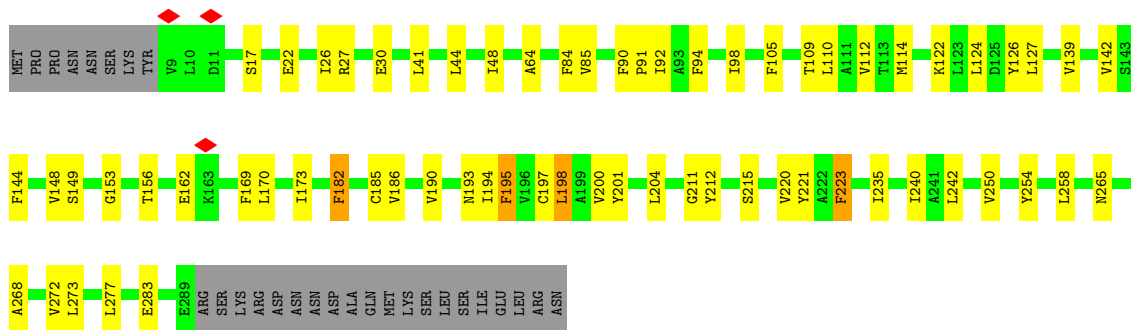 MET PRO PRO ASN ASN SER LYS TYR V9 L10 D11 S17 E22 I26 R27 E30 L41 L44 I48 A64 F84 V85 F90 P91 I92 A93 F94 I98 F105 T109 L110 A111 V112 T113 M114 K122 L123 L124 D125 Y126 L127 V139 V142 S143
F144 V148 S149 G153 T156 E162 K163 F169 L170 I173 F182 C185 V186 V190 N193 I194 F195 V196 C197 L198 A199 V200 Y201 L204 G211 Y212 S215 V220 Y221 A222 F223 I235 I240 A241 L242 V250 Y254 L258 N265
A268 V272 L273 L277 E283 E289 ARG SER LYS ARG ASP ASN ASN ASP ALA GLN MET LYS SER LEU SER ILE GLU LEU LEU ARG ASN